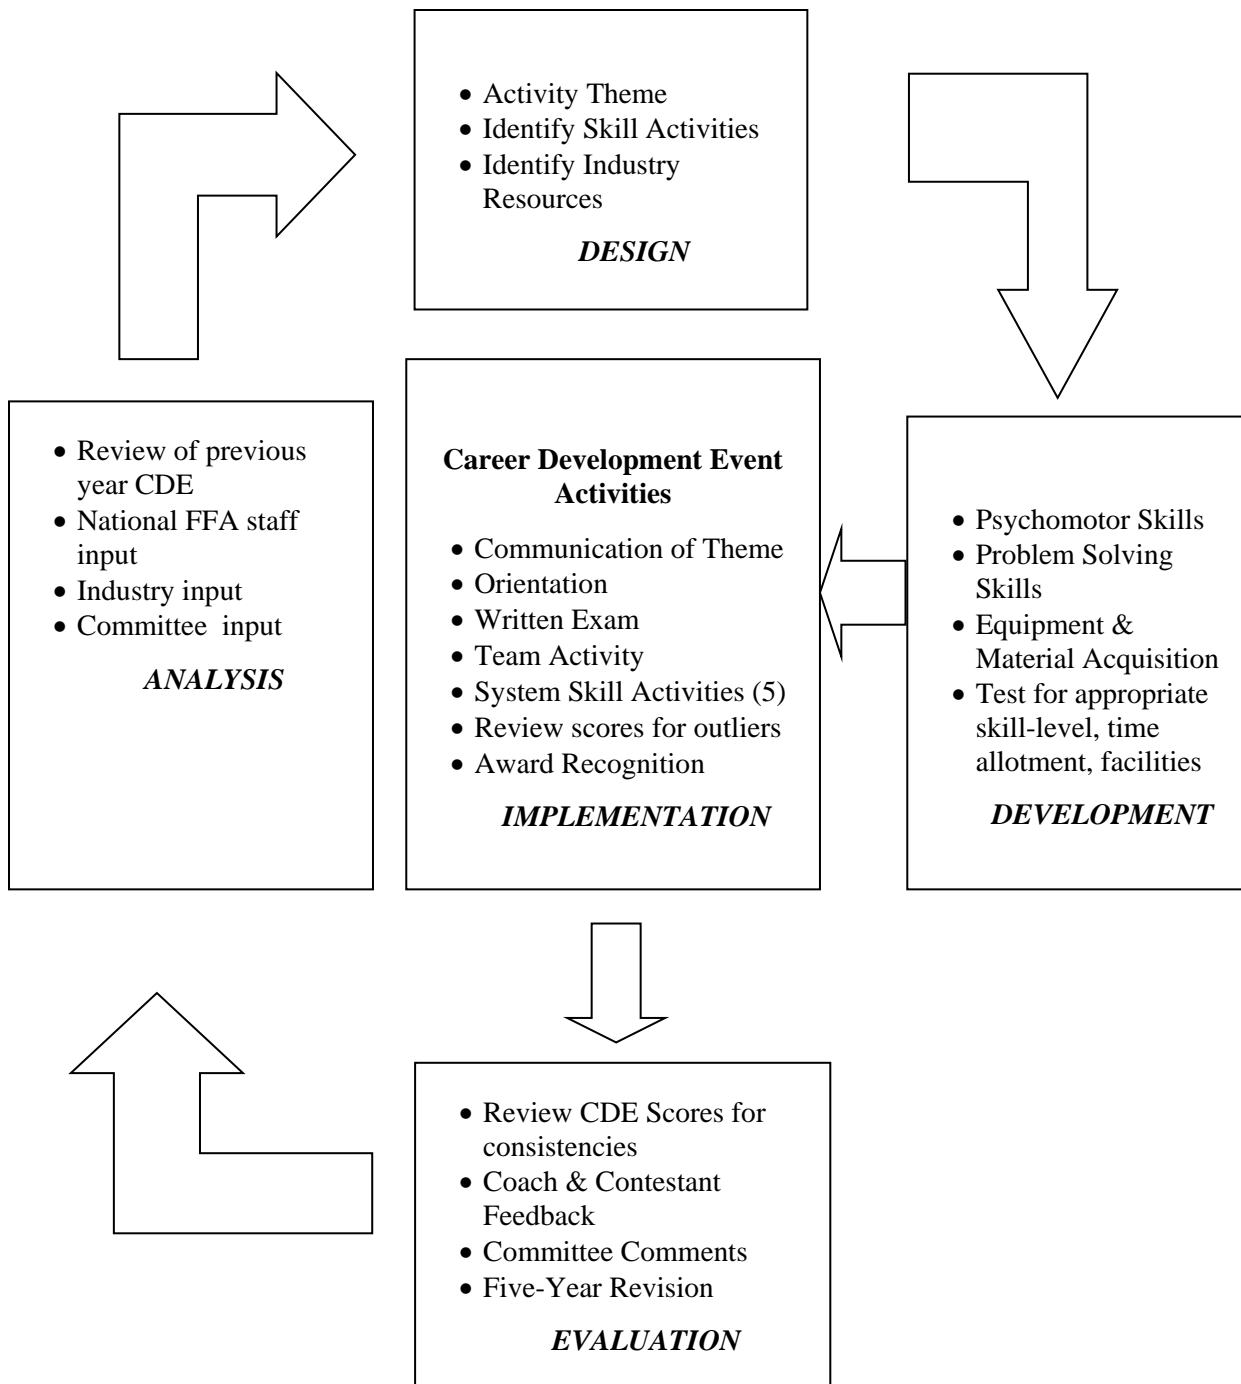 • Activity Theme
• Identify Skill Activities
• Identify Industry
Resources
DESIGN
• Review of previous
year CDE
• National FFA staff
input
• Industry input
• Committee input
ANALYSIS
Career Development Event
Activities
• Communication of Theme
• Orientation
• Written Exam
• Team Activity
• System Skill Activities (5)
• Review scores for outliers
• Award Recognition
IMPLEMENTATION
• Psychomotor Skills
• Problem Solving
Skills
• Equipment &
Material Acquisition
• Test for appropriate
skill-level, time
allotment, facilities
DEVELOPMENT
• Review CDE Scores for
consistencies
• Coach & Contestant
Feedback
• Committee Comments
• Five-Year Revision
EVALUATION